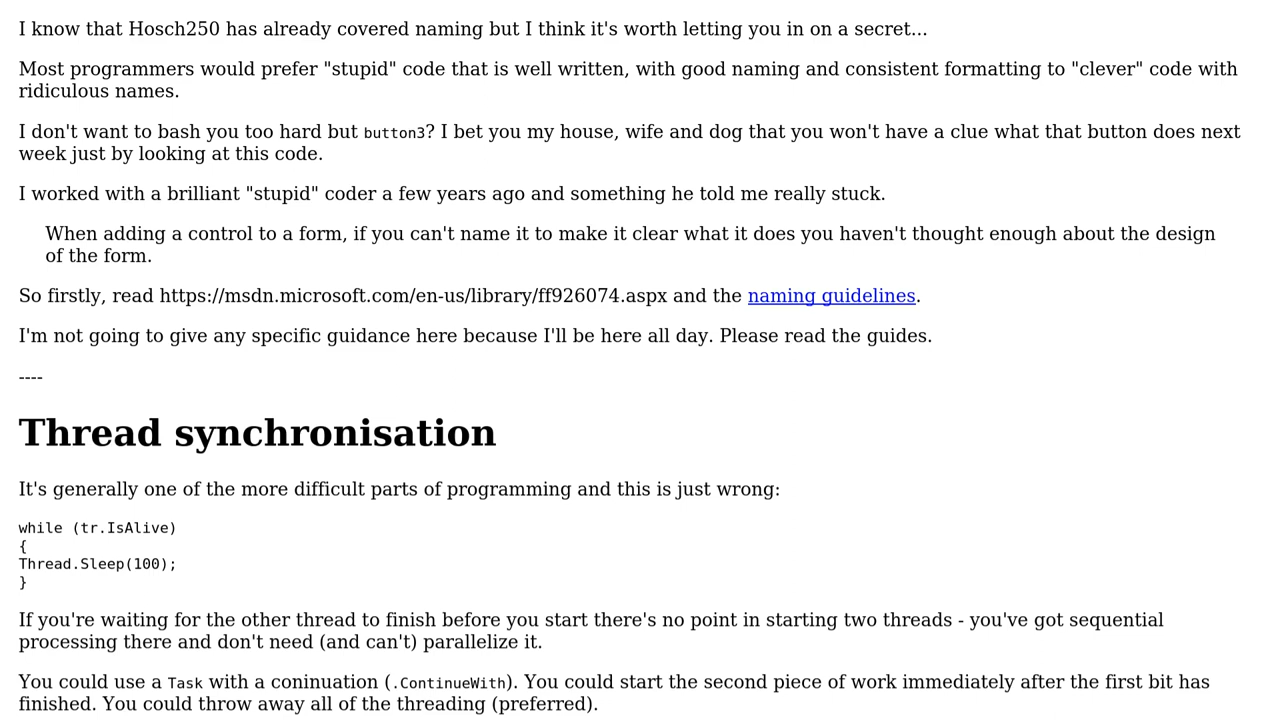 I know that Hosch250 has already covered naming but I think it's worth letting you in on a secret...
Most programmers would prefer "stupid" code that is well written, with good naming and consistent formatting to "clever" code with
ridiculous names.
I don't want to bash you too hard but button3? I bet you my house, wife and dog that you won't have a clue what that button does next
week just by looking at this code.
I worked with a brilliant "stupid" coder a few years ago and something he told me really stuck.
When adding a control to a form, if you can't name it to make it clear what it does you haven't thought enough about the design
of the form.
So firstly, read https://msdn.microsoft.com/en-us/library/ff926074.aspx and the naming guidelines.
I'm not going to give any specific guidance here because I'll be here all day. Please read the guides.
----
Thread synchronisation
It's generally one of the more difficult parts of programming and this is just wrong:
while (tr.IsAlive)
{
Thread.Sleep(100);
}
If you're waiting for the other thread to finish before you start there's no point in starting two threads - you've got sequential
processing there and don't need (and can't) parallelize it.
You could use a Task with a coninuation (.ContinueWith). You could start the second piece of work immediately after the first bit has
finished. You could throw away all of the threading (preferred).